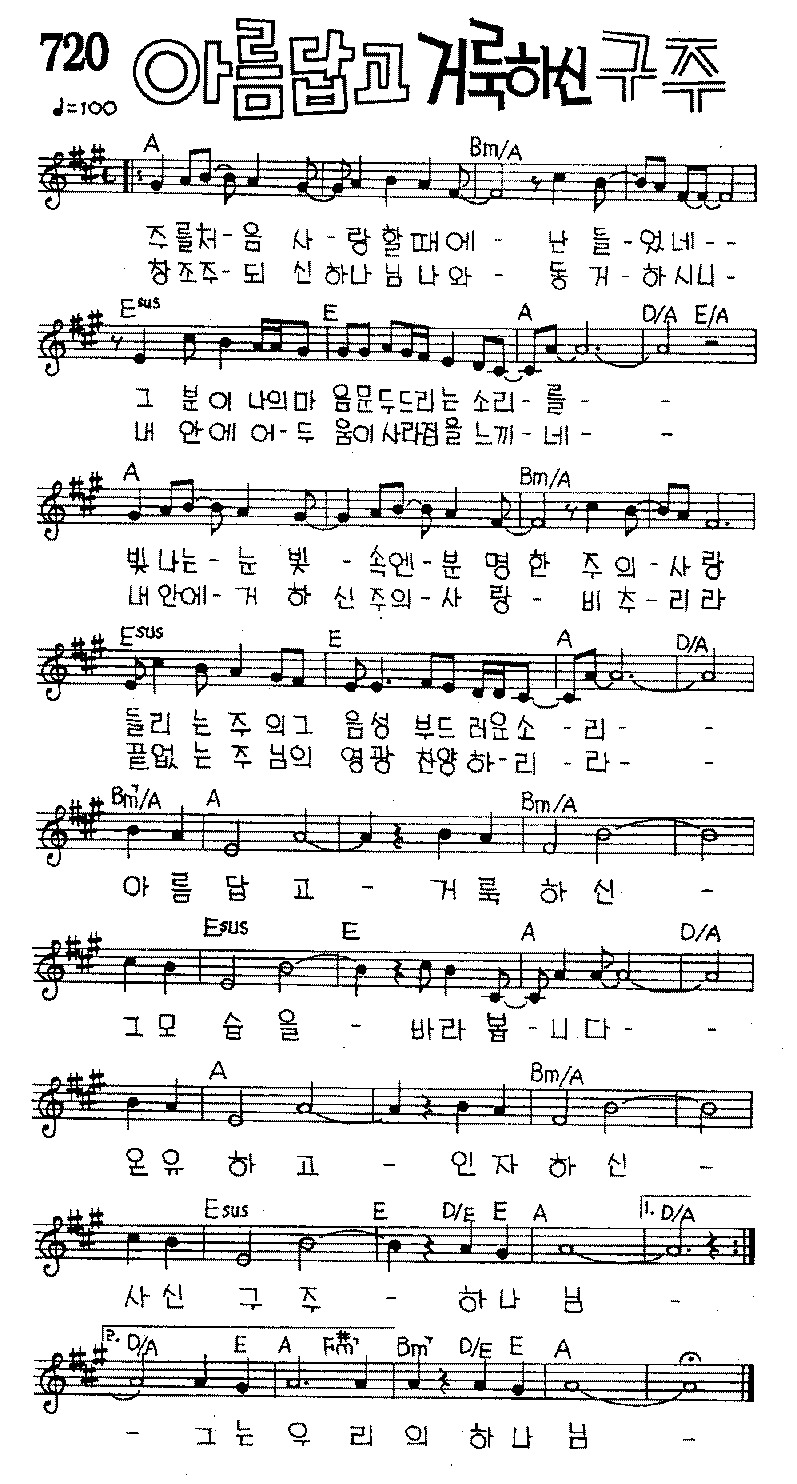 720 아름답고 거룩하신 구주
♩=100
A Bm/A
주를처-음 사-랑할때에- 난 들-었네--
창조주-되 신하나님나와- 동거-하시니-
Esus E A D/A E/A
그 분이 나의마 음문두드리는 소리-를- -
내 안에 어-두 움이사라짐을 느끼-네- -
A Bm/A
빛나는-눈 빛 -속엔-분 명한 주의-사랑
내안에-거 하 신주의-사 랑- 비추-리라
Esus E A D/A
들리는주의그 음성 부드러운소-리- -
끝없는주님의 영광 찬양하-리 라- -
Bm7/A A Bm/A
아름 답 고 - 거룩 하 신 -
Esus E A D/A
그모 습 을 - 바라봅-니다- -
A Bm/A
온유 하 고 - 인자 하 신 -
Esus E D/E E A 1. D/A
사신 구 주 - 하나 님 -
2. D/A E A F#m7 Bm7 D/E E A
- 그는 우 리 의 하나 님 -